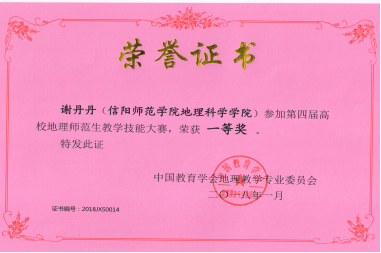 荣誉证书
谢丹丹（信阳师范学院地理科学学院）参加第四届高
校地理师范生教学技能大赛，荣获 一等奖 。
特发此证
中国教育学会地理教学专业委员会
二〇一八年一月
证书编号：2018JXS0014